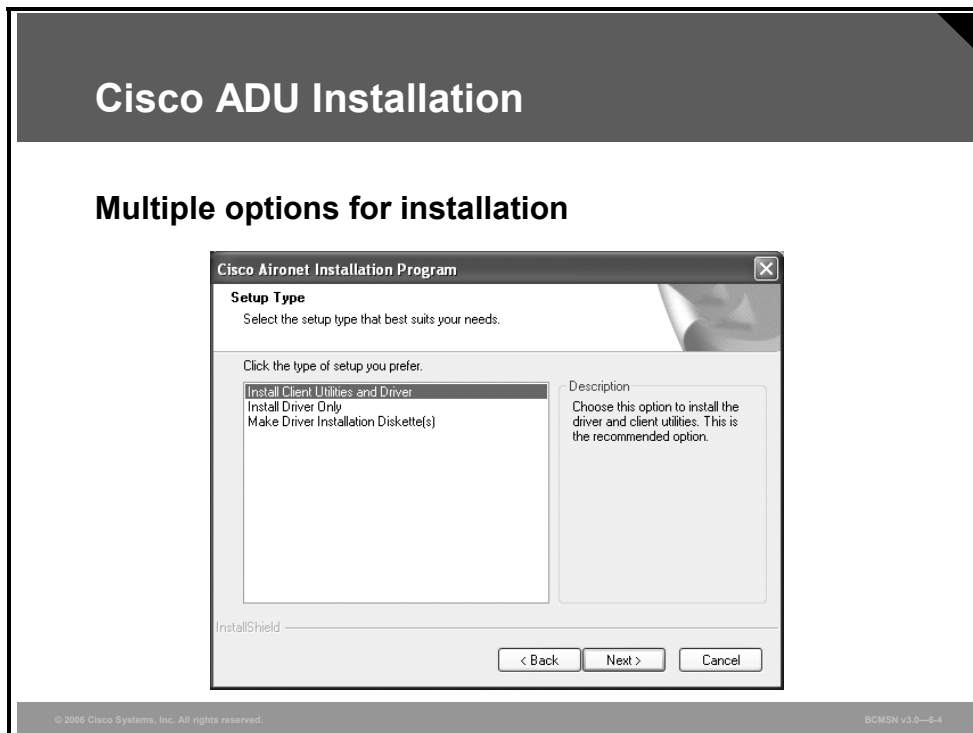 Cisco ADU Installation
Multiple options for installation
Cisco Aironet Installation Program
Setup Type
Select the setup type that best suits your needs.
Click the type of setup you prefer.
Install Client Utilities and Driver
Install Driver Only
Make Driver Installation Diskette(s)
Description
Choose this option to install the
driver and client utilities. This is
the recommended option.
InstallShield
< Back
Next >
Cancel
© 2006 Cisco Systems, Inc. All rights reserved.
BCMSN v3.0—6-4